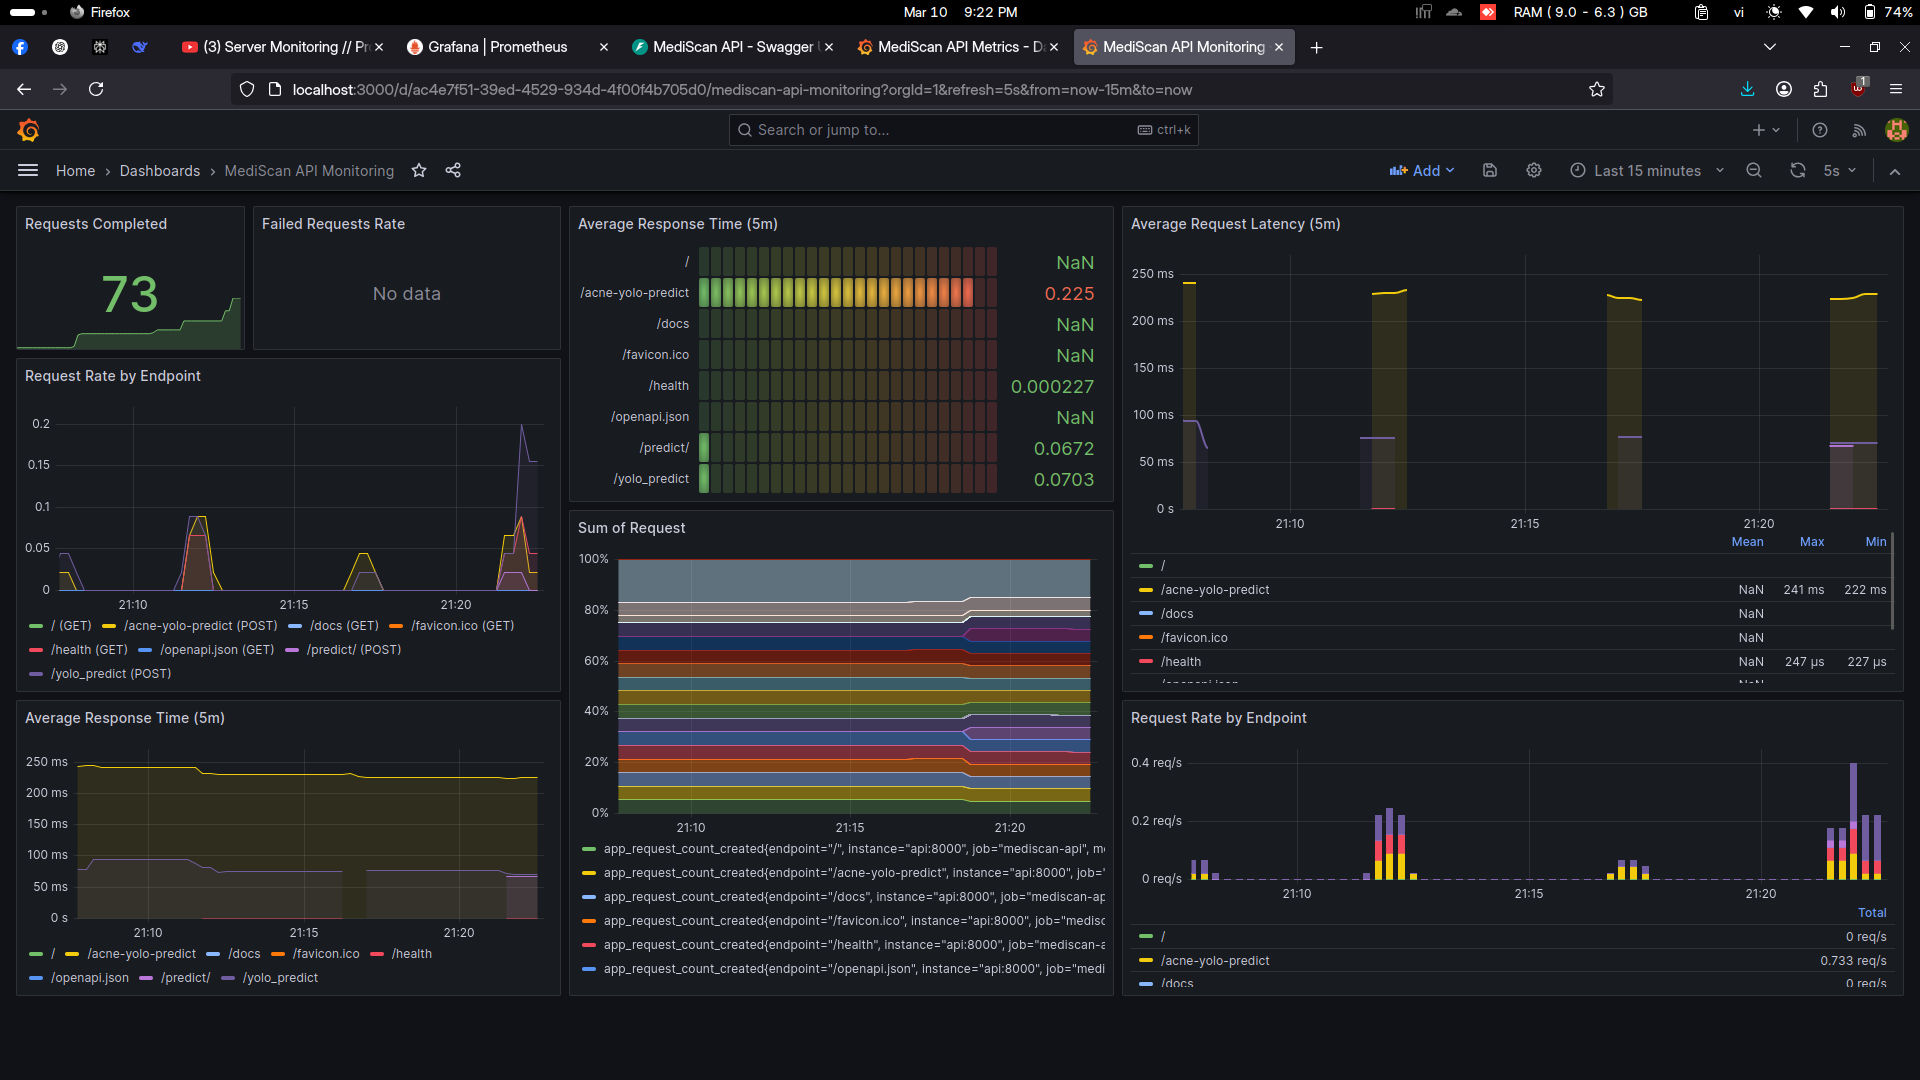 Firefox
Mar 10 9:22 PM
RAM ( 9.0 - 6.3 ) GB
vi
74%
(3) Server Monitoring // Pr
Grafana | Prometheus
MediScan API - Swagger
MediScan API Metrics - D
MediScan API Monitoring
localhost:3000/d/ac4e7f51-39ed-4529-934d-4f00f4b705d0/mediscan-api-monitoring?orgId=1&refresh=5s&from=now-15m&to=now
1
Search or jump to...
ctrl+k
Home › Dashboards › MediScan API Monitoring
Add
Last 15 minutes
5s
Requests Completed
73
Failed Requests Rate
No data
Request Rate by Endpoint
0.2
0.15
0.1
0.05
0
21:10 21:15 21:20
/ (GET) /acne-yolo-predict (POST) /docs (GET) /favicon.ico (GET)
/health (GET) /openapi.json (GET) /predict/ (POST)
/yolo_predict (POST)
Average Response Time (5m)
250 ms
200 ms
150 ms
100 ms
50 ms
0 s
21:10 21:15 21:20
/ /acne-yolo-predict /docs /favicon.ico /health
/openapi.json /predict/ /yolo_predict
Average Response Time (5m)
/ NaN
/acne-yolo-predict 0.225
/docs NaN
/favicon.ico NaN
/health 0.000227
/openapi.json NaN
/predict/ 0.0672
/yolo_predict 0.0703
Sum of Request
100%
80%
60%
40%
20%
0%
21:10 21:15 21:20
app_request_count_created{endpoint="/", instance="api:8000", job="mediscan-api", m
app_request_count_created{endpoint="/acne-yolo-predict", instance="api:8000", job="
app_request_count_created{endpoint="/docs", instance="api:8000", job="mediscan-ap
app_request_count_created{endpoint="/favicon.ico", instance="api:8000", job="medisc
app_request_count_created{endpoint="/health", instance="api:8000", job="mediscan-a
app_request_count_created{endpoint="/openapi.json", instance="api:8000", job="medi
Average Request Latency (5m)
250 ms
200 ms
150 ms
100 ms
50 ms
0 s
21:10 21:15 21:20
Mean Max Min
/
/acne-yolo-predict NaN 241 ms 222 ms
/docs NaN
/favicon.ico NaN
/health NaN 247 µs 227 µs
/openapi.json NaN
Request Rate by Endpoint
0.4 req/s
0.2 req/s
0 req/s
21:10 21:15 21:20
Total
/ 0 req/s
/acne-yolo-predict 0.733 req/s
/docs 0 req/s